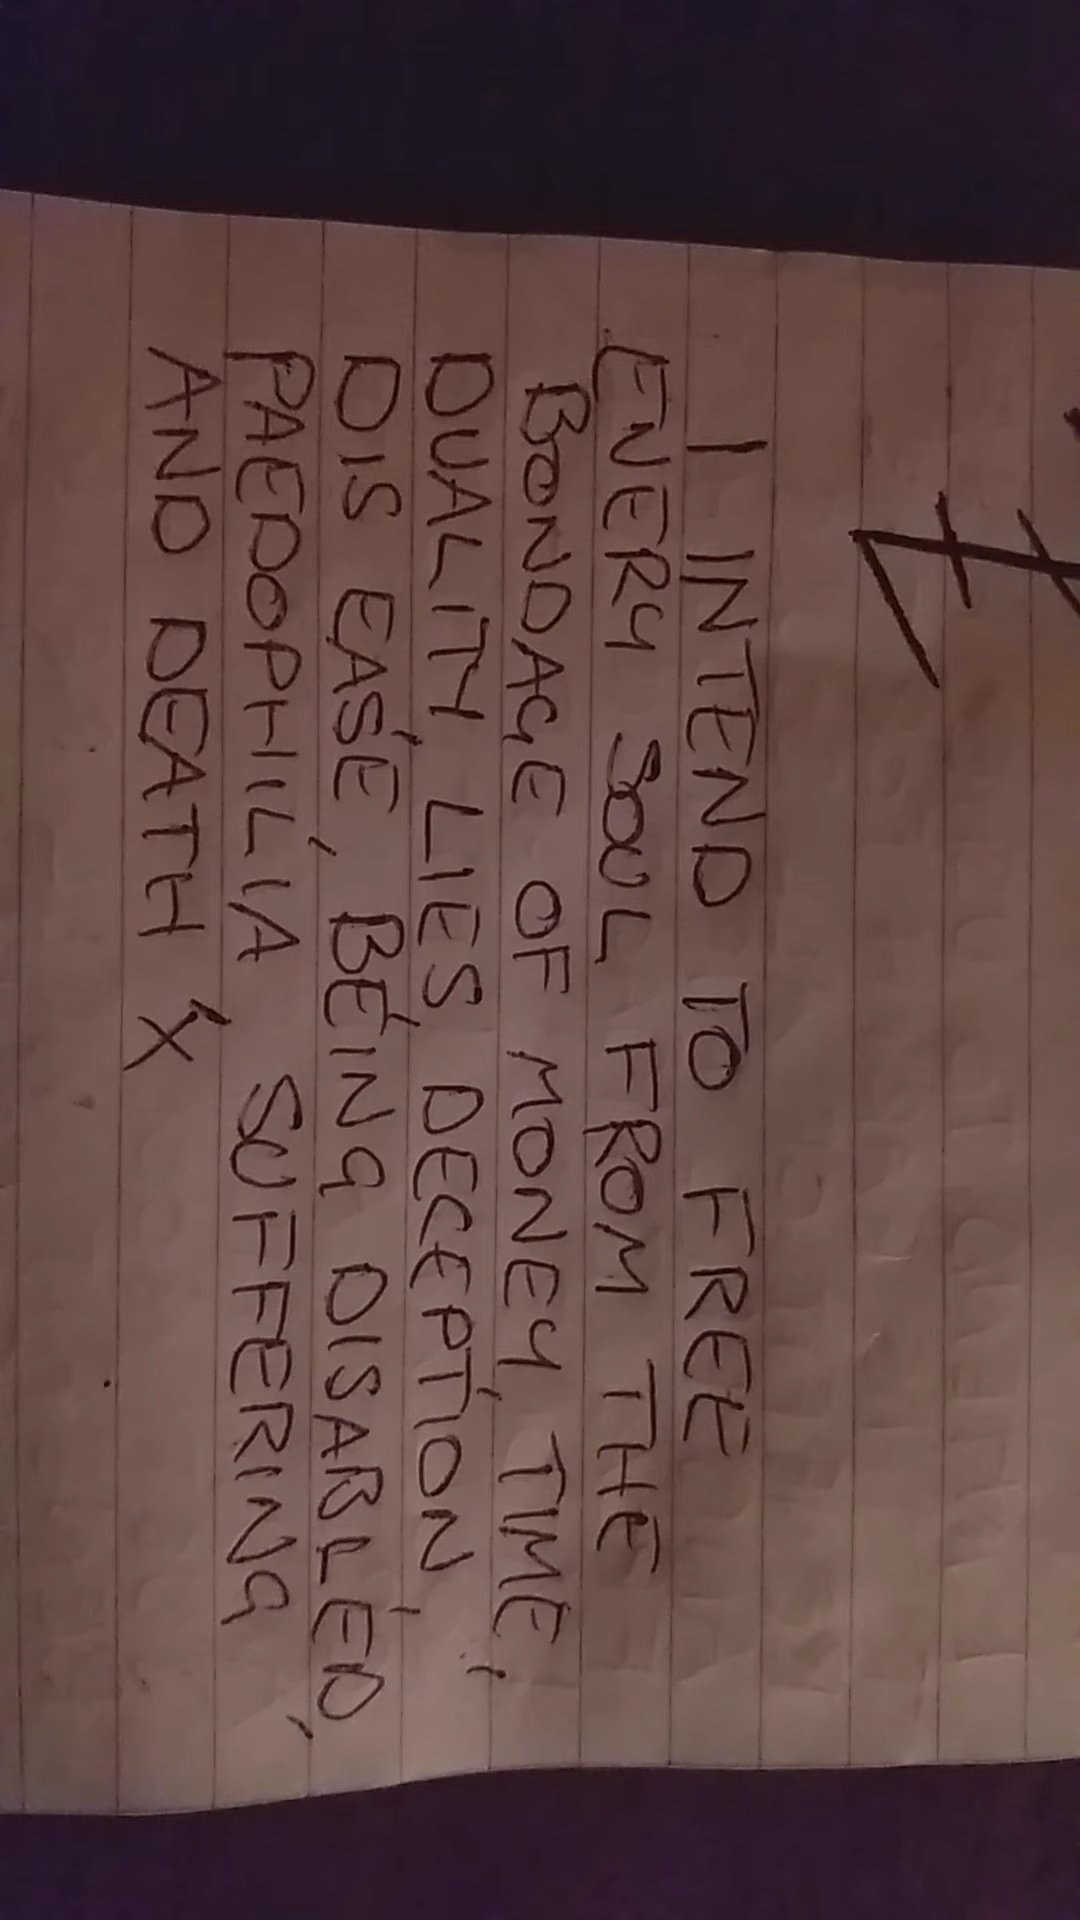 I INTEND TO FREE
EVERY SOUL FROM THE
BONDAGE OF MONEY, TIME,
DUALITY, LIES, DECEPTION,
DIS EASE, BEING DISABLED,
PAEDOPHILIA SUFFERING
AND DEATH X